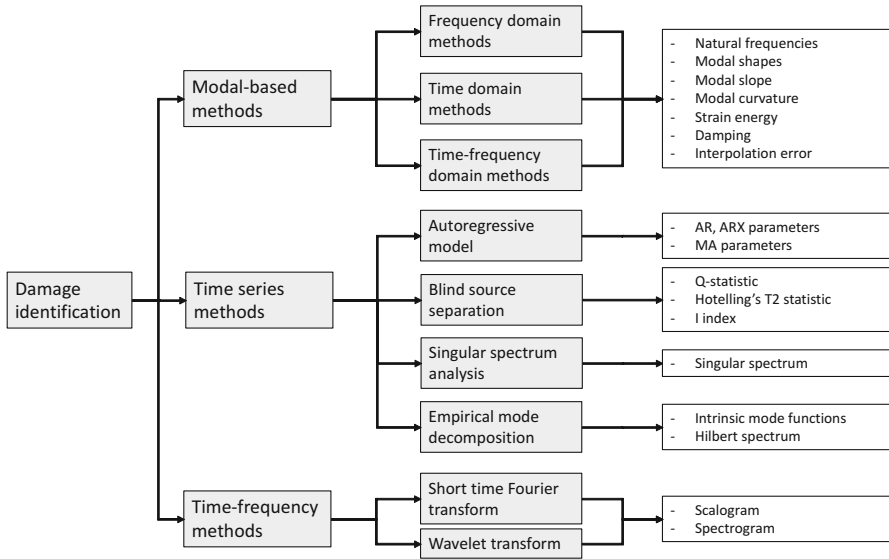 Damage
identification
Modal-based
methods
Frequency domain
methods
Time domain
methods
Time-frequency
domain methods
- Natural frequencies
- Modal shapes
- Modal slope
- Modal curvature
- Strain energy
- Damping
- Interpolation error
Time series
methods
Autoregressive
model
- AR, ARX parameters
- MA parameters
Blind source
separation
- Q-statistic
- Hotelling's T2 statistic
- I index
Singular spectrum
analysis
- Singular spectrum
Empirical mode
decomposition
- Intrinsic mode functions
- Hilbert spectrum
Time-frequency
methods
Short time Fourier
transform
Wavelet transform
- Scalogram
- Spectrogram